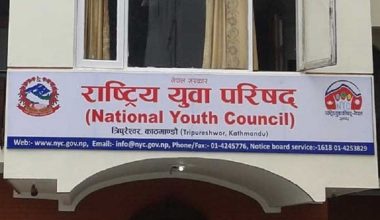 नेपाल सरकार
राष्ट्रिय युवा परिषद्
(National Youth Council)
त्रिपुरेश्वर, काठमाण्डौं (Tripureshwor, Kathmandu)
Web:- www.nyc.gov.np, Email:- info@nyc.gov.np, Phone/Fax:- 01-4245776, Notice board service:-1618 01-4253829